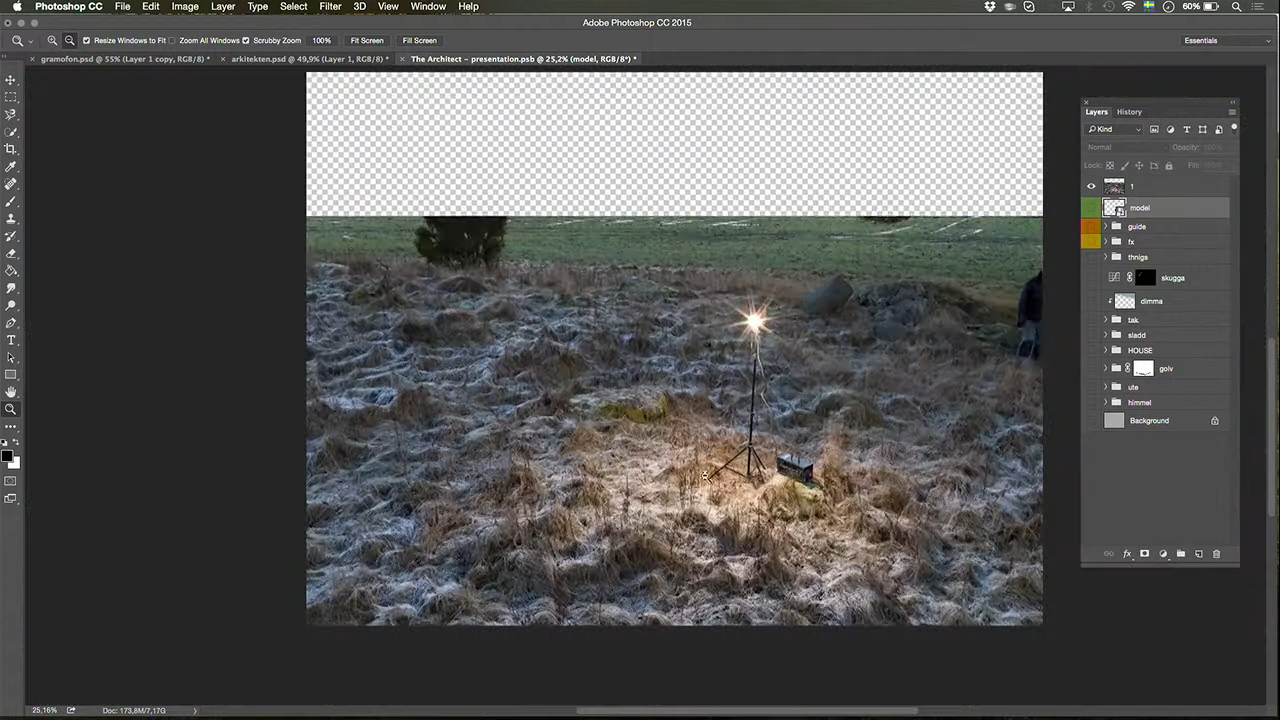 Photoshop CC File Edit Image Layer Type Select Filter 3D View Window Help 60%
Adobe Photoshop CC 2015
Resize Windows to Fit Zoom All Windows Scrubby Zoom 100% Fit Screen Fill Screen Essentials
gramofon.psd @ 55% (Layer 1 copy, RGB/8) * arkitekten.psd @ 49,9% (Layer 1, RGB/8) * The Architect – presentation.psb @ 25,2% (model, RGB/8*) *
Layers History
Kind
Normal Opacity: 100%
Lock: Fill: 100%
1
model
guide
fx
thnigs
skugga
dimma
tak
sladd
HOUSE
golv
ute
himmel
Background
fx
25,16% Doc: 173,8M/7,17G